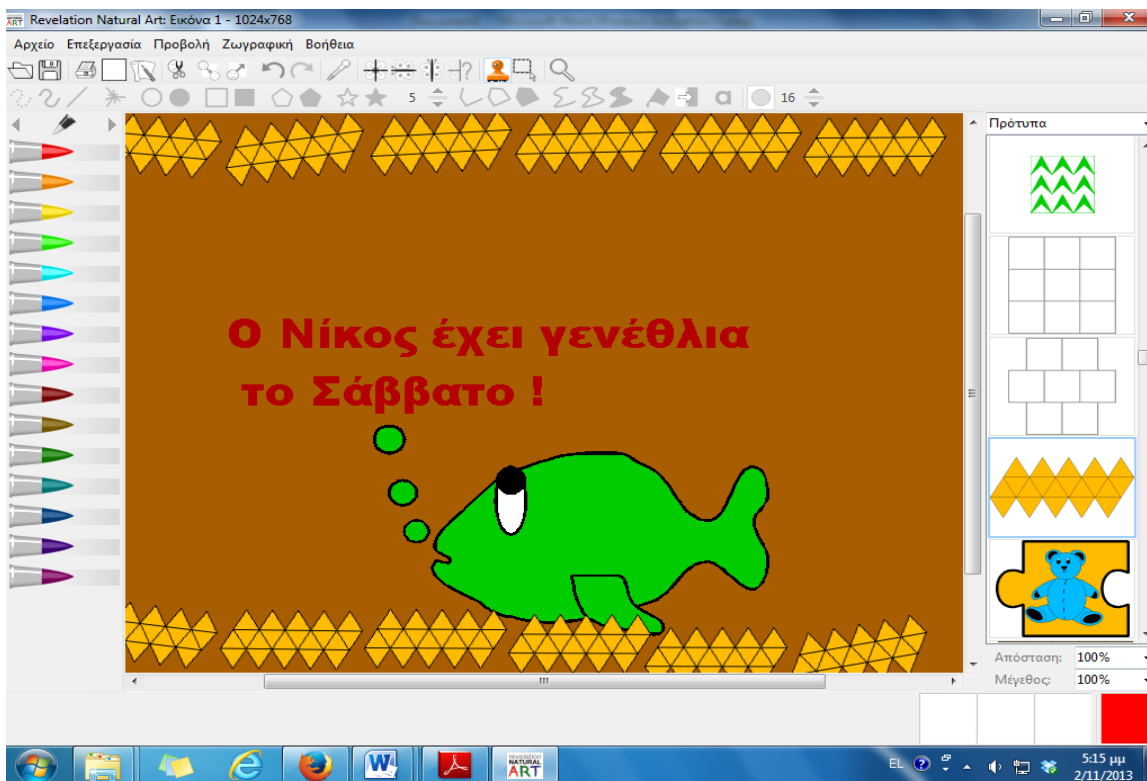 Revelation Natural Art: Εικόνα 1 - 1024x768
Αρχείο Επεξεργασία Προβολή Ζωγραφική Βοήθεια
5
a
16
Πρότυπα
Ο Νίκος έχει γενέθλια
το Σάββατο !
Απόσταση: 100%
Μέγεθος: 100%
EL
5:15 μμ
2/11/2013